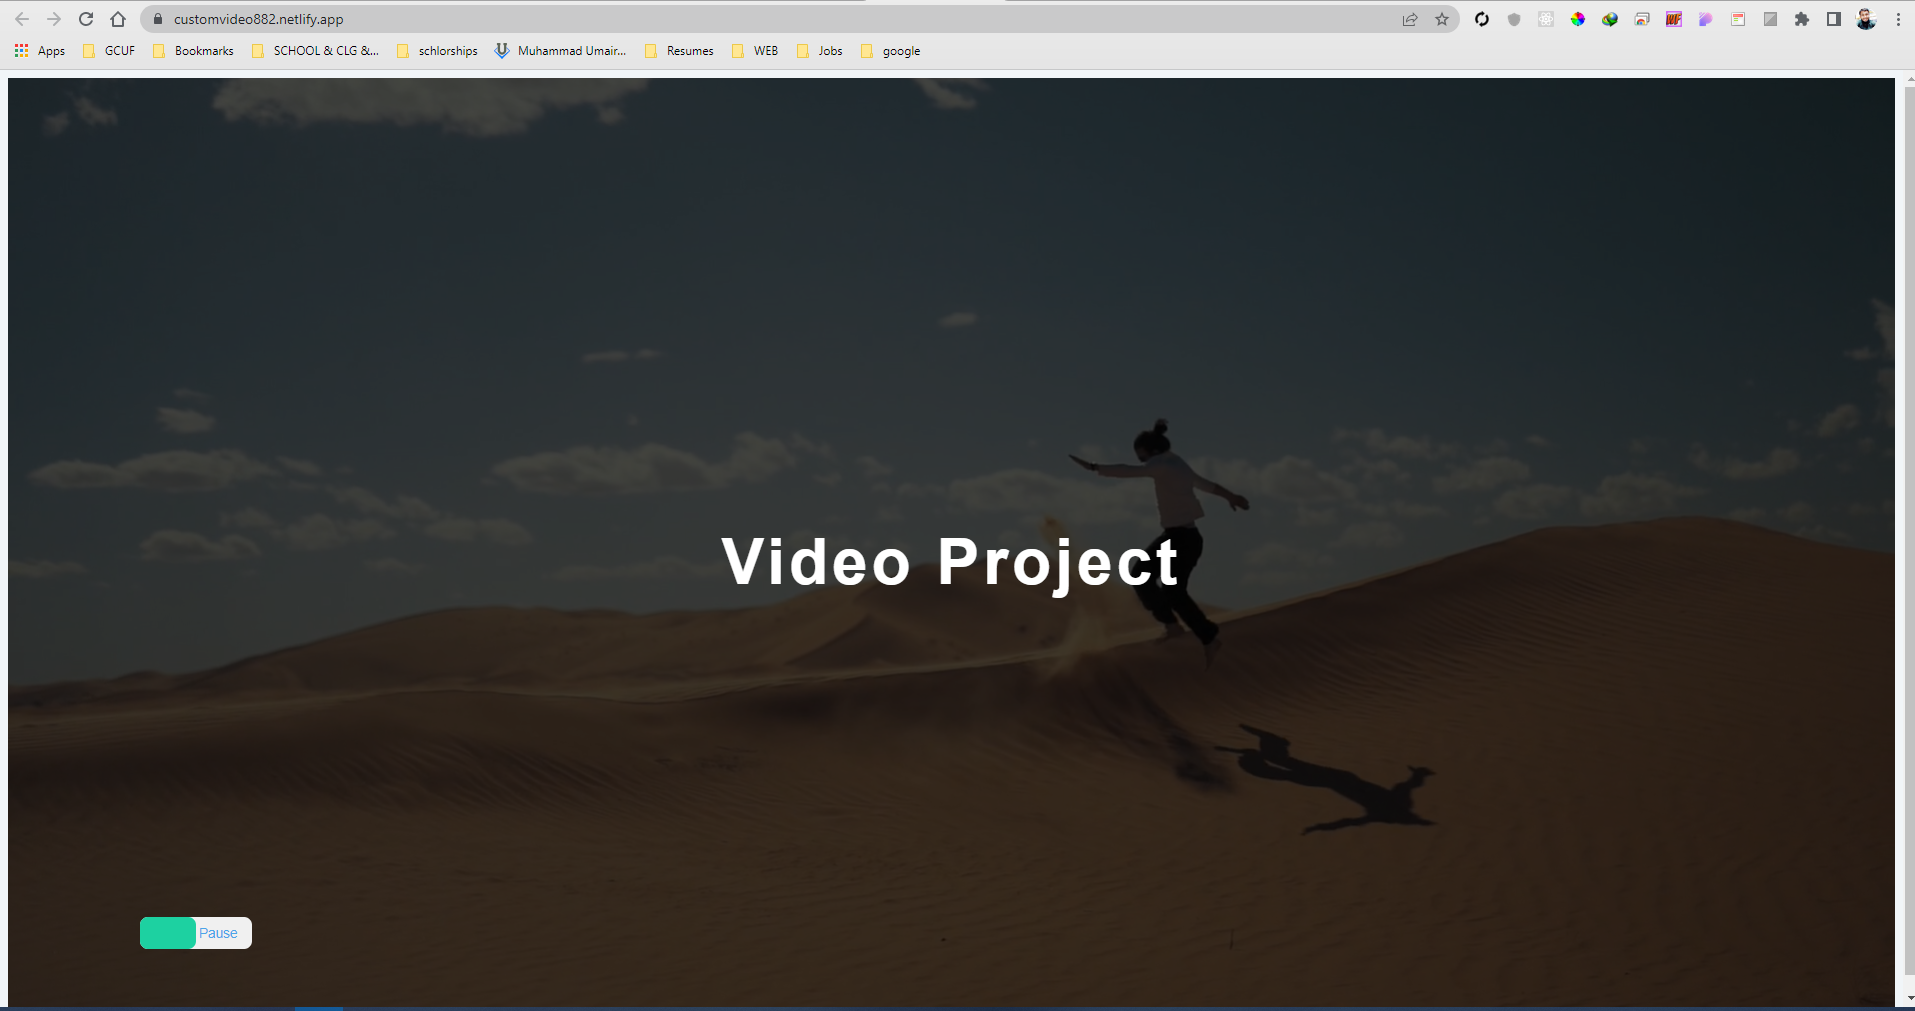 customvideo882.netlify.app
Apps GCUF Bookmarks SCHOOL & CLG &... schlorships Muhammad Umair... Resumes WEB Jobs google
Video Project
Pause